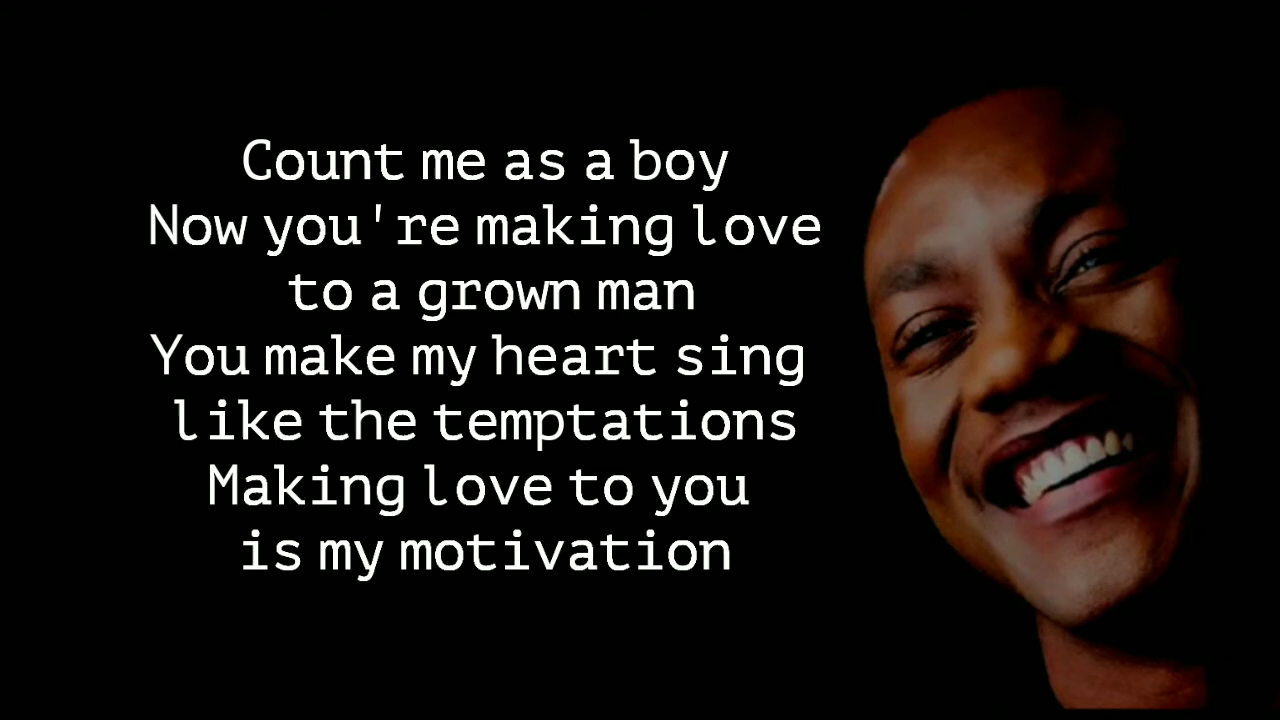 Count me as a boy
Now you're making love
to a grown man
You make my heart sing
like the temptations
Making love to you
is my motivation